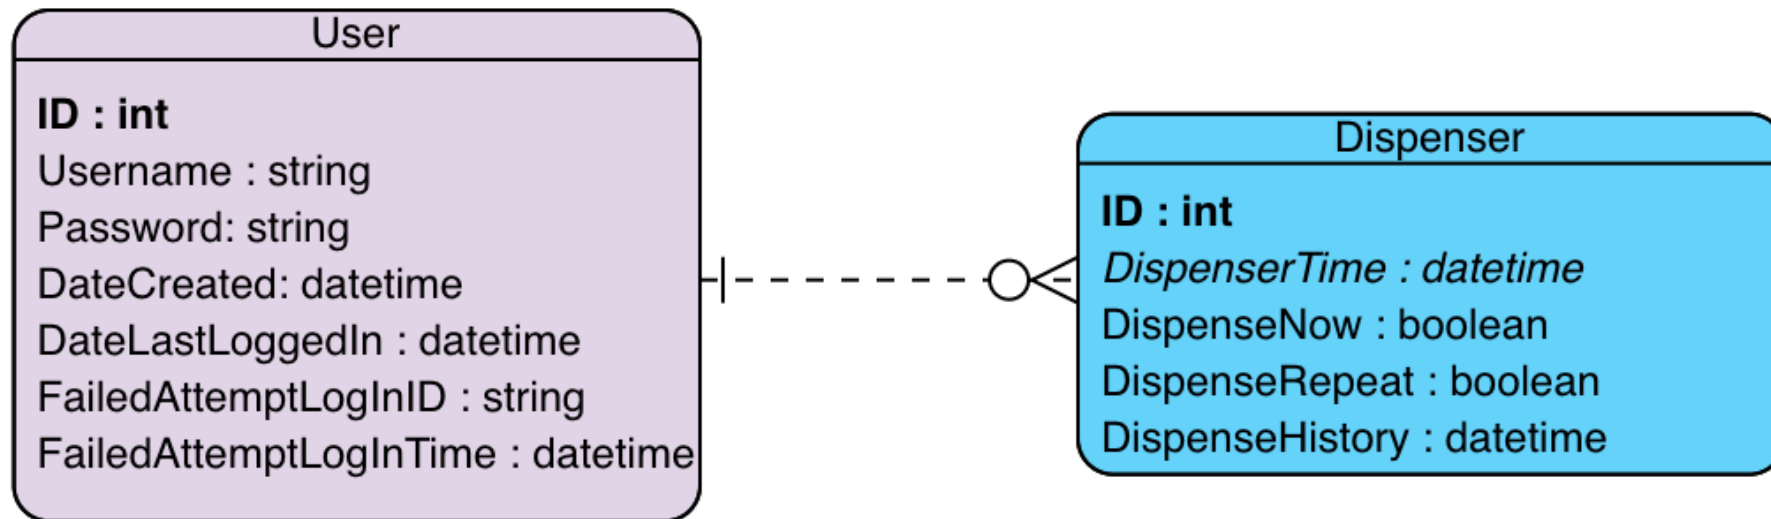 User
ID : int
Username : string
Password: string
DateCreated: datetime
DateLastLoggedIn : datetime
FailedAttemptLogInID : string
FailedAttemptLogInTime : datetime
Dispenser
ID : int
DispenserTime : datetime
DispenseNow : boolean
DispenseRepeat : boolean
DispenseHistory : datetime